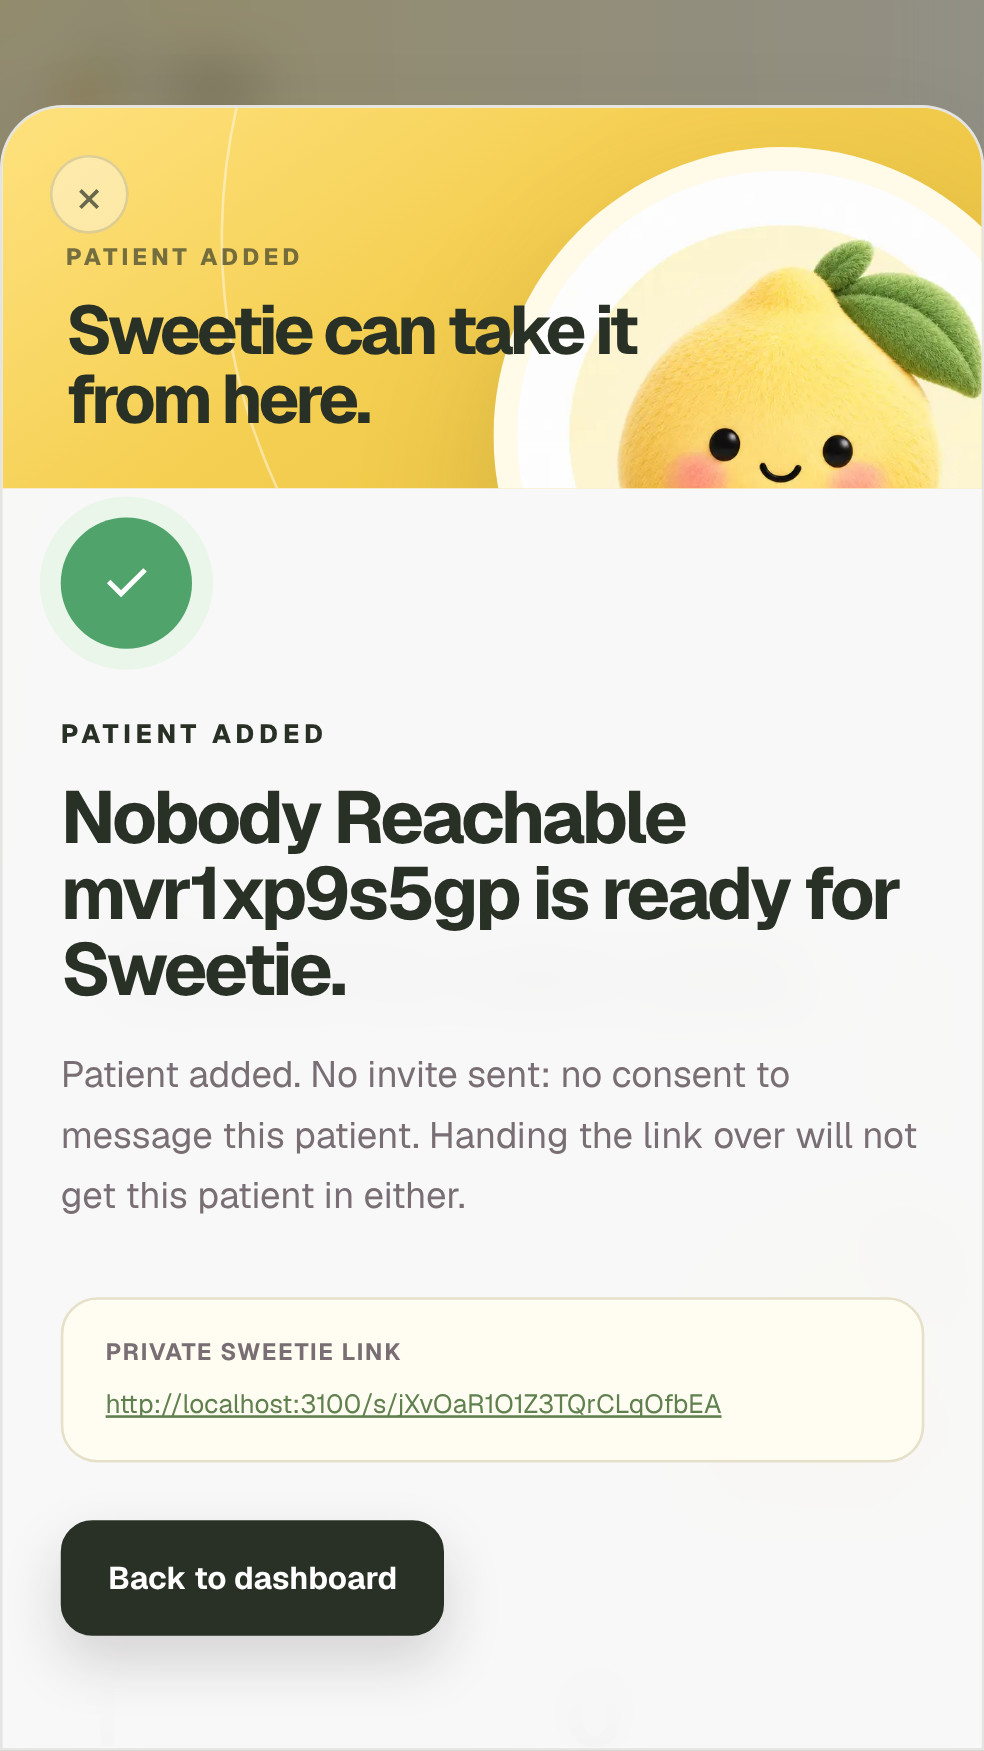 PATIENT ADDED
Sweetie can take it
from here.
PATIENT ADDED
Nobody Reachable
mvr1xp9s5gp is ready for
Sweetie.
Patient added. No invite sent: no consent to
message this patient. Handing the link over will not
get this patient in either.
PRIVATE SWEETIE LINK
http://localhost:3100/s/jXvOaR1O1Z3TQrCLqOfbEA
Back to dashboard